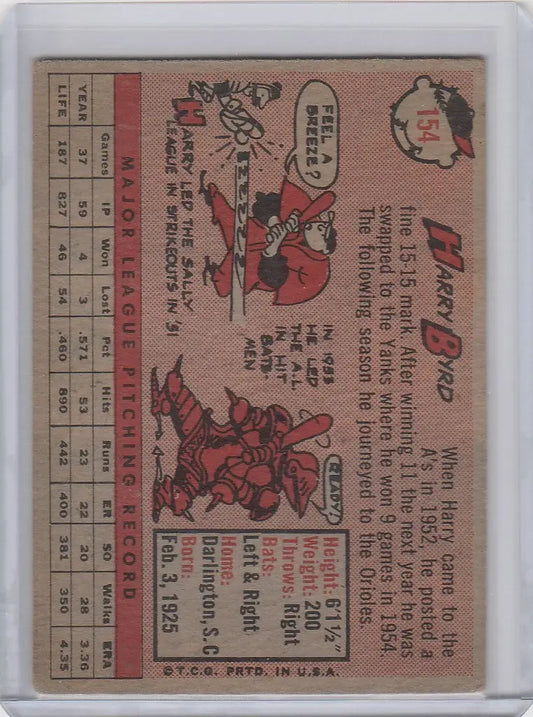 154
HARRY BYRD
When Harry came to the
A's in 1952, he posted a
fine 15-15 mark After winning 11 the next year he was
swapped to the Yanks where he won 9 games in 1954.
The following season he journeyed to the Orioles.
FEEL A
BREEZE?
ZZZZZZZ
HARRY LED THE SALLY
LEAGUE IN STRIKEOUTS IN '51
IN 1953
HE LED
THE A.L.
IN HIT
BATS-
MEN
READY!
Height: 6'1½"
Weight: 200
Throws: Right
Bats:
Left & Right
Home:
Darlington, S.C
Born:
Feb. 3, 1925
MAJOR LEAGUE PITCHING RECORD
Games IP Won Lost Pct Hits Runs ER SO Walks ERA
YEAR 37 59 4 3 .571 53 23 22 20 28 3.36
LIFE 187 827 46 54 .460 890 442 400 381 350 4.35
©T.C.G. PRTD. IN U.S.A.